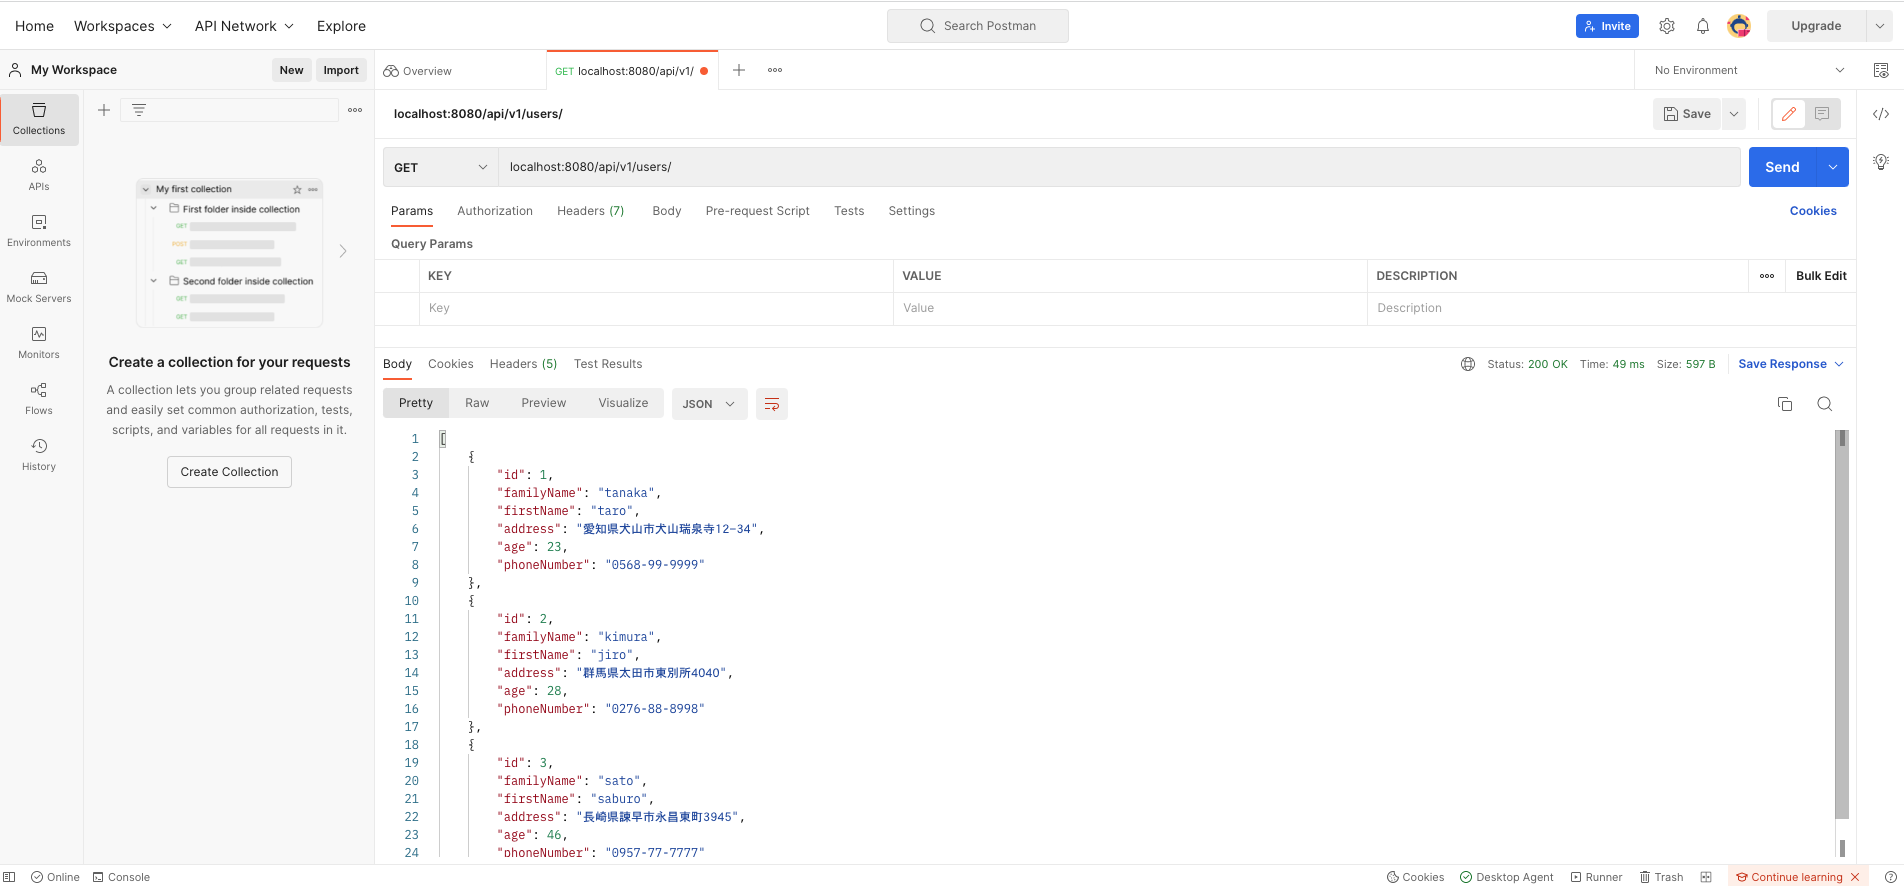 Home Workspaces API Network Explore Search Postman Invite Upgrade
My Workspace New Import Overview GET localhost:8080/api/v1/ No Environment
localhost:8080/api/v1/users/ Save
GET localhost:8080/api/v1/users/ Send
Params Authorization Headers (7) Body Pre-request Script Tests Settings Cookies
Query Params
KEY VALUE DESCRIPTION Bulk Edit
Key Value Description
Collections
APIs
Environments
Mock Servers
Monitors
Flows
History
My first collection
First folder inside collection
GET
POST
GET
Second folder inside collection
GET
GET
Create a collection for your requests
A collection lets you group related requests
and easily set common authorization, tests,
scripts, and variables for all requests in it.
Create Collection
Body Cookies Headers (5) Test Results Status: 200 OK Time: 49 ms Size: 597 B Save Response
Pretty Raw Preview Visualize JSON
1 [
2 {
3 "id": 1,
4 "familyName": "tanaka",
5 "firstName": "taro",
6 "address": "愛知県犬山市犬山瑞泉寺12−34",
7 "age": 23,
8 "phoneNumber": "0568-99-9999"
9 },
10 {
11 "id": 2,
12 "familyName": "kimura",
13 "firstName": "jiro",
14 "address": "群馬県太田市東別所4040",
15 "age": 28,
16 "phoneNumber": "0276-88-8998"
17 },
18 {
19 "id": 3,
20 "familyName": "sato",
21 "firstName": "saburo",
22 "address": "長崎県諫早市永昌東町3945",
23 "age": 46,
24 "phoneNumber": "0957-77-7777"
Online Console Cookies Desktop Agent Runner Trash Continue learning